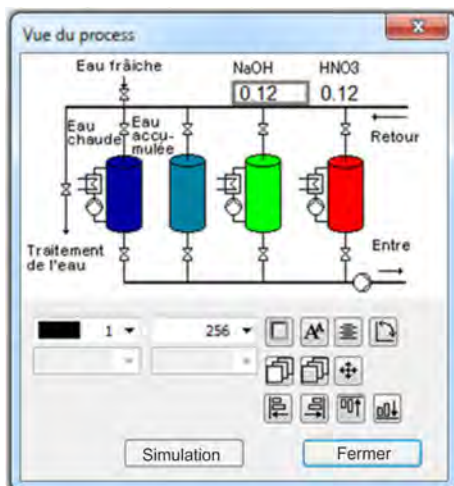 Vue du process
Eau frâiche
NaOH
HNO3
0.12
0.12
Eau
chaude
Eau
accu-
mulée
Retour
Traitement
de l'eau
Entre
1
256
Simulation
Fermer